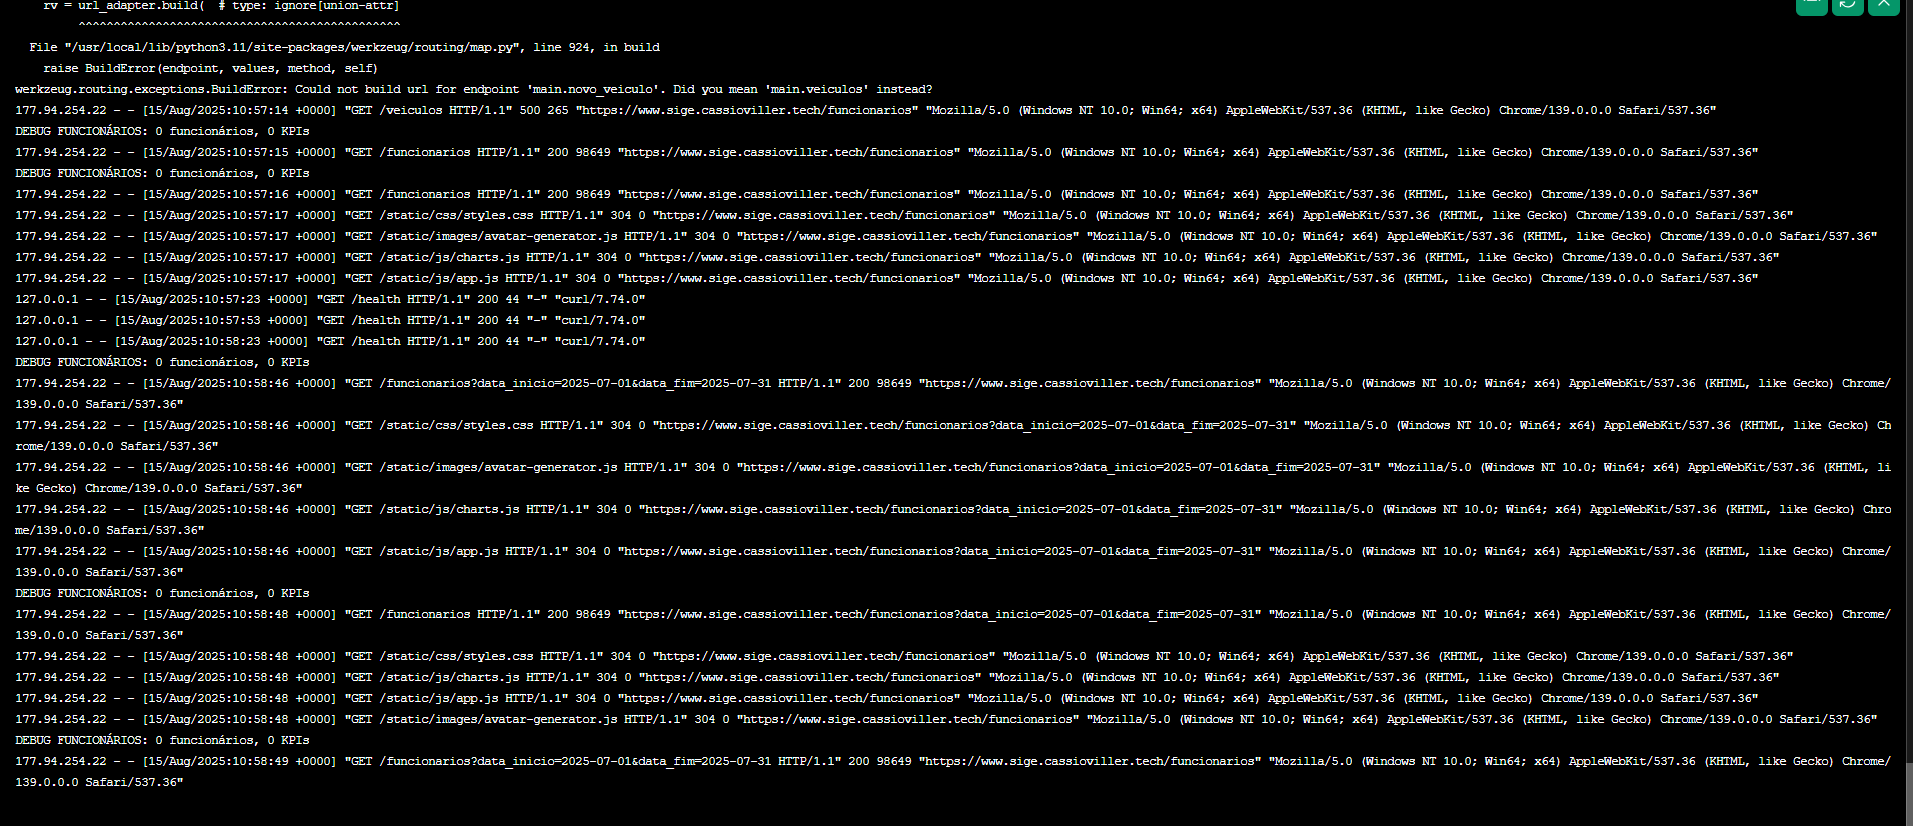 rv = url_adapter.build(  # type: ignore[union-attr]
^^^^^^^^^^^^^^^^^^^^^^^^^^^^^^^^^^^^^^^^^^^^^^
File "/usr/local/lib/python3.11/site-packages/werkzeug/routing/map.py", line 924, in build
raise BuildError(endpoint, values, method, self)
werkzeug.routing.exceptions.BuildError: Could not build url for endpoint 'main.novo_veiculo'. Did you mean 'main.veiculos' instead?
177.94.254.22 - - [15/Aug/2025:10:57:14 +0000] "GET /veiculos HTTP/1.1" 500 265 "https://www.sige.cassioviller.tech/funcionarios" "Mozilla/5.0 (Windows NT 10.0; Win64; x64) AppleWebKit/537.36 (KHTML, like Gecko) Chrome/139.0.0.0 Safari/537.36"
DEBUG FUNCIONÁRIOS: 0 funcionários, 0 KPIs
177.94.254.22 - - [15/Aug/2025:10:57:15 +0000] "GET /funcionarios HTTP/1.1" 200 98649 "https://www.sige.cassioviller.tech/funcionarios" "Mozilla/5.0 (Windows NT 10.0; Win64; x64) AppleWebKit/537.36 (KHTML, like Gecko) Chrome/139.0.0.0 Safari/537.36"
DEBUG FUNCIONÁRIOS: 0 funcionários, 0 KPIs
177.94.254.22 - - [15/Aug/2025:10:57:16 +0000] "GET /funcionarios HTTP/1.1" 200 98649 "https://www.sige.cassioviller.tech/funcionarios" "Mozilla/5.0 (Windows NT 10.0; Win64; x64) AppleWebKit/537.36 (KHTML, like Gecko) Chrome/139.0.0.0 Safari/537.36"
177.94.254.22 - - [15/Aug/2025:10:57:17 +0000] "GET /static/css/styles.css HTTP/1.1" 304 0 "https://www.sige.cassioviller.tech/funcionarios" "Mozilla/5.0 (Windows NT 10.0; Win64; x64) AppleWebKit/537.36 (KHTML, like Gecko) Chrome/139.0.0.0 Safari/537.36"
177.94.254.22 - - [15/Aug/2025:10:57:17 +0000] "GET /static/images/avatar-generator.js HTTP/1.1" 304 0 "https://www.sige.cassioviller.tech/funcionarios" "Mozilla/5.0 (Windows NT 10.0; Win64; x64) AppleWebKit/537.36 (KHTML, like Gecko) Chrome/139.0.0.0 Safari/537.36"
177.94.254.22 - - [15/Aug/2025:10:57:17 +0000] "GET /static/js/charts.js HTTP/1.1" 304 0 "https://www.sige.cassioviller.tech/funcionarios" "Mozilla/5.0 (Windows NT 10.0; Win64; x64) AppleWebKit/537.36 (KHTML, like Gecko) Chrome/139.0.0.0 Safari/537.36"
177.94.254.22 - - [15/Aug/2025:10:57:17 +0000] "GET /static/js/app.js HTTP/1.1" 304 0 "https://www.sige.cassioviller.tech/funcionarios" "Mozilla/5.0 (Windows NT 10.0; Win64; x64) AppleWebKit/537.36 (KHTML, like Gecko) Chrome/139.0.0.0 Safari/537.36"
127.0.0.1 - - [15/Aug/2025:10:57:23 +0000] "GET /health HTTP/1.1" 200 44 "-" "curl/7.74.0"
127.0.0.1 - - [15/Aug/2025:10:57:53 +0000] "GET /health HTTP/1.1" 200 44 "-" "curl/7.74.0"
127.0.0.1 - - [15/Aug/2025:10:58:23 +0000] "GET /health HTTP/1.1" 200 44 "-" "curl/7.74.0"
DEBUG FUNCIONÁRIOS: 0 funcionários, 0 KPIs
177.94.254.22 - - [15/Aug/2025:10:58:46 +0000] "GET /funcionarios?data_inicio=2025-07-01&data_fim=2025-07-31 HTTP/1.1" 200 98649 "https://www.sige.cassioviller.tech/funcionarios" "Mozilla/5.0 (Windows NT 10.0; Win64; x64) AppleWebKit/537.36 (KHTML, like Gecko) Chrome/
139.0.0.0 Safari/537.36"
177.94.254.22 - - [15/Aug/2025:10:58:46 +0000] "GET /static/css/styles.css HTTP/1.1" 304 0 "https://www.sige.cassioviller.tech/funcionarios?data_inicio=2025-07-01&data_fim=2025-07-31" "Mozilla/5.0 (Windows NT 10.0; Win64; x64) AppleWebKit/537.36 (KHTML, like Gecko) Ch
rome/139.0.0.0 Safari/537.36"
177.94.254.22 - - [15/Aug/2025:10:58:46 +0000] "GET /static/images/avatar-generator.js HTTP/1.1" 304 0 "https://www.sige.cassioviller.tech/funcionarios?data_inicio=2025-07-01&data_fim=2025-07-31" "Mozilla/5.0 (Windows NT 10.0; Win64; x64) AppleWebKit/537.36 (KHTML, li
ke Gecko) Chrome/139.0.0.0 Safari/537.36"
177.94.254.22 - - [15/Aug/2025:10:58:46 +0000] "GET /static/js/charts.js HTTP/1.1" 304 0 "https://www.sige.cassioviller.tech/funcionarios?data_inicio=2025-07-01&data_fim=2025-07-31" "Mozilla/5.0 (Windows NT 10.0; Win64; x64) AppleWebKit/537.36 (KHTML, like Gecko) Chro
me/139.0.0.0 Safari/537.36"
177.94.254.22 - - [15/Aug/2025:10:58:46 +0000] "GET /static/js/app.js HTTP/1.1" 304 0 "https://www.sige.cassioviller.tech/funcionarios?data_inicio=2025-07-01&data_fim=2025-07-31" "Mozilla/5.0 (Windows NT 10.0; Win64; x64) AppleWebKit/537.36 (KHTML, like Gecko) Chrome/
139.0.0.0 Safari/537.36"
DEBUG FUNCIONÁRIOS: 0 funcionários, 0 KPIs
177.94.254.22 - - [15/Aug/2025:10:58:48 +0000] "GET /funcionarios HTTP/1.1" 200 98649 "https://www.sige.cassioviller.tech/funcionarios?data_inicio=2025-07-01&data_fim=2025-07-31" "Mozilla/5.0 (Windows NT 10.0; Win64; x64) AppleWebKit/537.36 (KHTML, like Gecko) Chrome/
139.0.0.0 Safari/537.36"
177.94.254.22 - - [15/Aug/2025:10:58:48 +0000] "GET /static/css/styles.css HTTP/1.1" 304 0 "https://www.sige.cassioviller.tech/funcionarios" "Mozilla/5.0 (Windows NT 10.0; Win64; x64) AppleWebKit/537.36 (KHTML, like Gecko) Chrome/139.0.0.0 Safari/537.36"
177.94.254.22 - - [15/Aug/2025:10:58:48 +0000] "GET /static/js/charts.js HTTP/1.1" 304 0 "https://www.sige.cassioviller.tech/funcionarios" "Mozilla/5.0 (Windows NT 10.0; Win64; x64) AppleWebKit/537.36 (KHTML, like Gecko) Chrome/139.0.0.0 Safari/537.36"
177.94.254.22 - - [15/Aug/2025:10:58:48 +0000] "GET /static/js/app.js HTTP/1.1" 304 0 "https://www.sige.cassioviller.tech/funcionarios" "Mozilla/5.0 (Windows NT 10.0; Win64; x64) AppleWebKit/537.36 (KHTML, like Gecko) Chrome/139.0.0.0 Safari/537.36"
177.94.254.22 - - [15/Aug/2025:10:58:48 +0000] "GET /static/images/avatar-generator.js HTTP/1.1" 304 0 "https://www.sige.cassioviller.tech/funcionarios" "Mozilla/5.0 (Windows NT 10.0; Win64; x64) AppleWebKit/537.36 (KHTML, like Gecko) Chrome/139.0.0.0 Safari/537.36"
DEBUG FUNCIONÁRIOS: 0 funcionários, 0 KPIs
177.94.254.22 - - [15/Aug/2025:10:58:49 +0000] "GET /funcionarios?data_inicio=2025-07-01&data_fim=2025-07-31 HTTP/1.1" 200 98649 "https://www.sige.cassioviller.tech/funcionarios" "Mozilla/5.0 (Windows NT 10.0; Win64; x64) AppleWebKit/537.36 (KHTML, like Gecko) Chrome/
139.0.0.0 Safari/537.36"